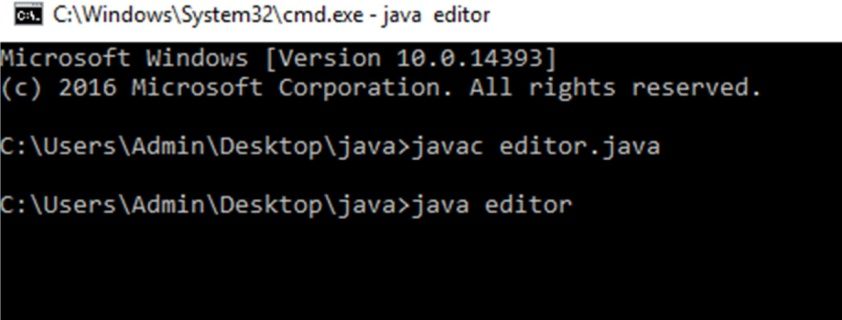 C:\Windows\System32\cmd.exe - java  editor
Microsoft Windows [Version 10.0.14393]
(c) 2016 Microsoft Corporation. All rights reserved.
C:\Users\Admin\Desktop\java>javac editor.java
C:\Users\Admin\Desktop\java>java editor